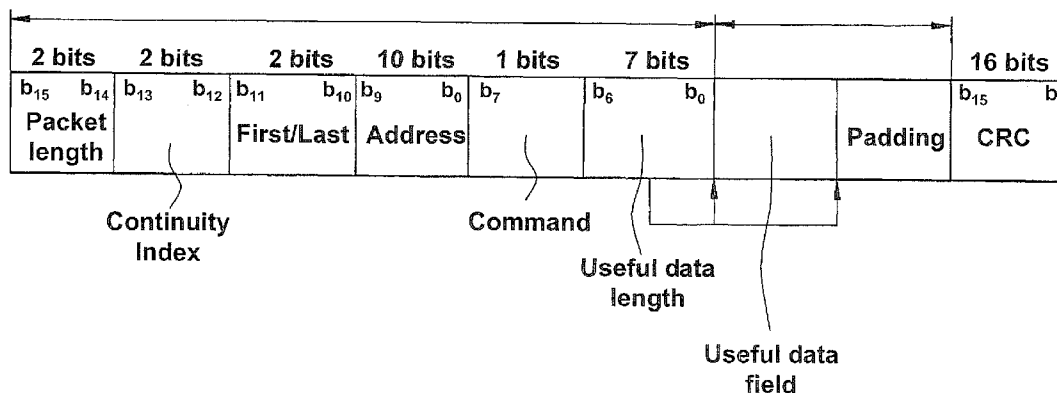 2 bits 2 bits 2 bits 10 bits 1 bits 7 bits 16 bits
b15 b14 b13 b12 b11 b10 b9 b0 b7 b6 b0 b15 b
Packet length
First/Last
Address
Padding
CRC
Continuity
Index
Command
Useful data
length
Useful data
field